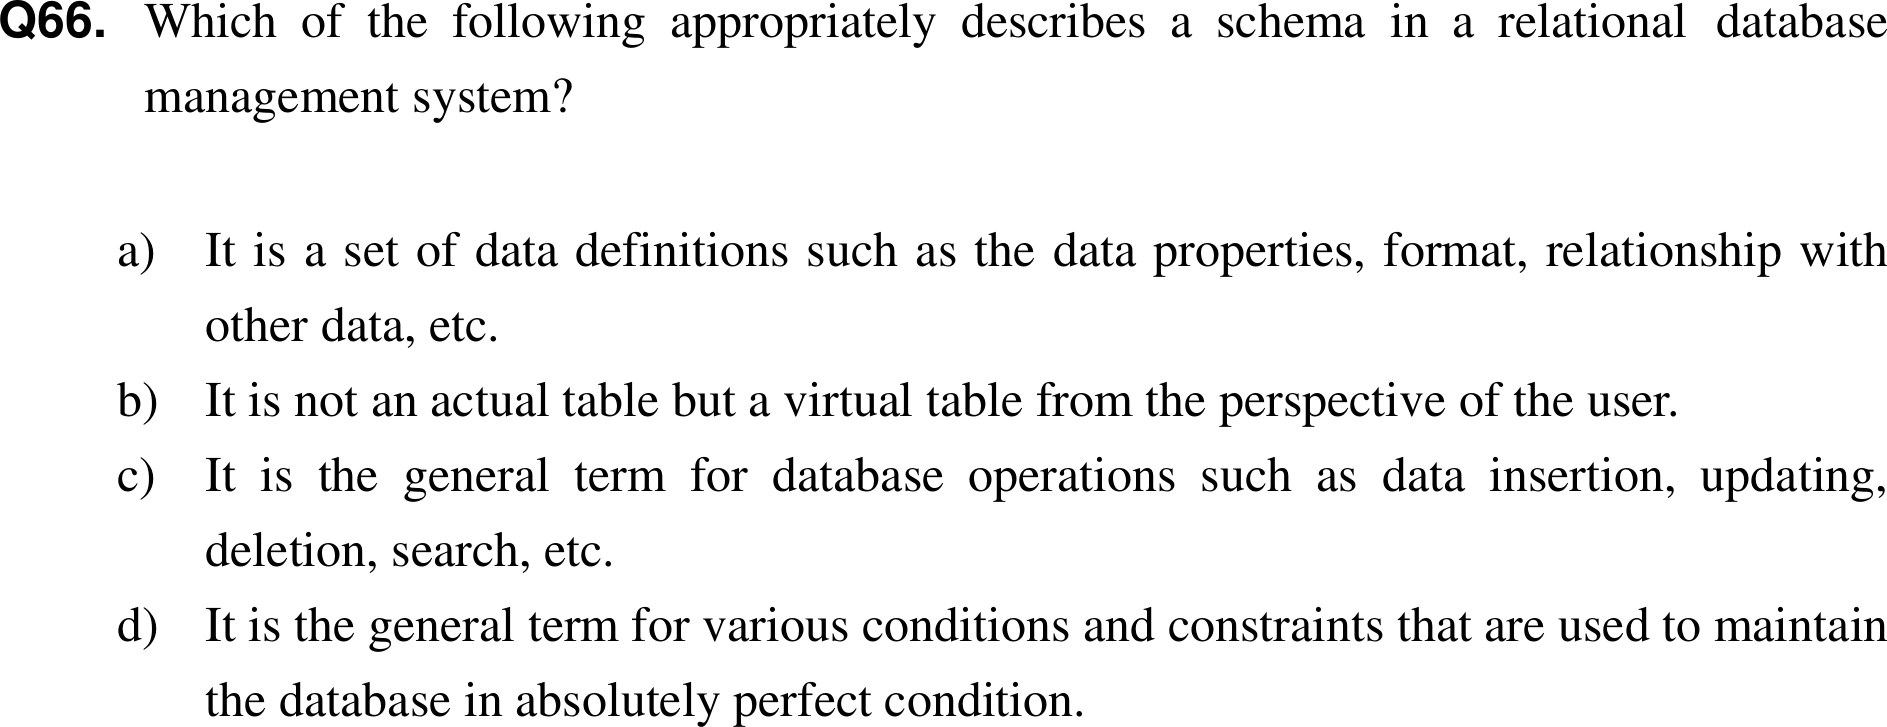 Q66. Which of the following appropriately describes a schema in a relational database
management system?
a) It is a set of data definitions such as the data properties, format, relationship with
other data, etc.
b) It is not an actual table but a virtual table from the perspective of the user.
c) It is the general term for database operations such as data insertion, updating,
deletion, search, etc.
d) It is the general term for various conditions and constraints that are used to maintain
the database in absolutely perfect condition.